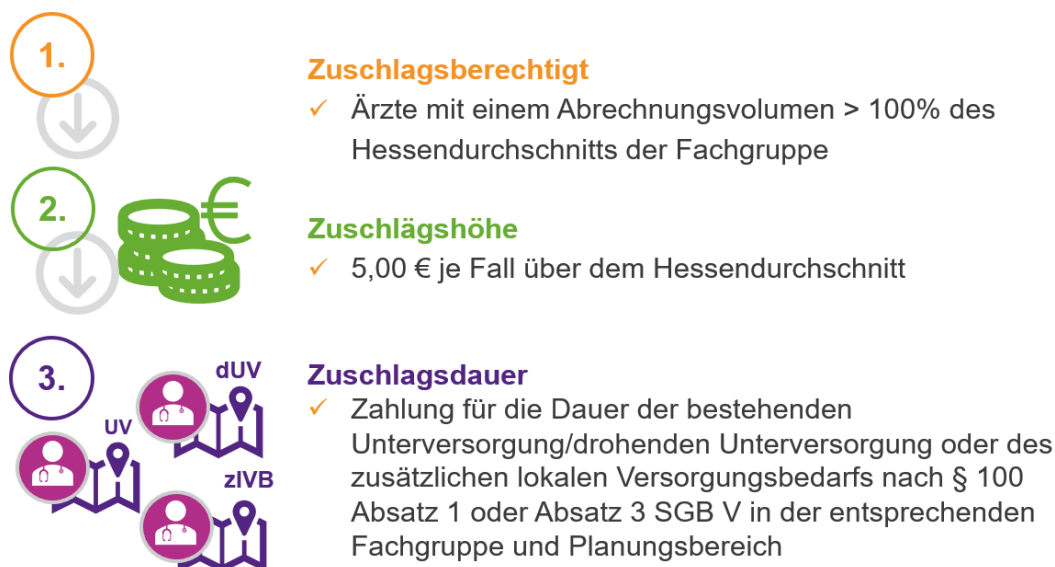 1.
Zuschlagsberechtigt
✓ Ärzte mit einem Abrechnungsvolumen > 100% des
Hessendurchschnitts der Fachgruppe
2.
€
Zuschlägshöhe
✓ 5,00 € je Fall über dem Hessendurchschnitt
3.
dUV
UV
zlVB
Zuschlagsdauer
✓ Zahlung für die Dauer der bestehenden
Unterversorgung/drohenden Unterversorgung oder des
zusätzlichen lokalen Versorgungsbedarfs nach § 100
Absatz 1 oder Absatz 3 SGB V in der entsprechenden
Fachgruppe und Planungsbereich